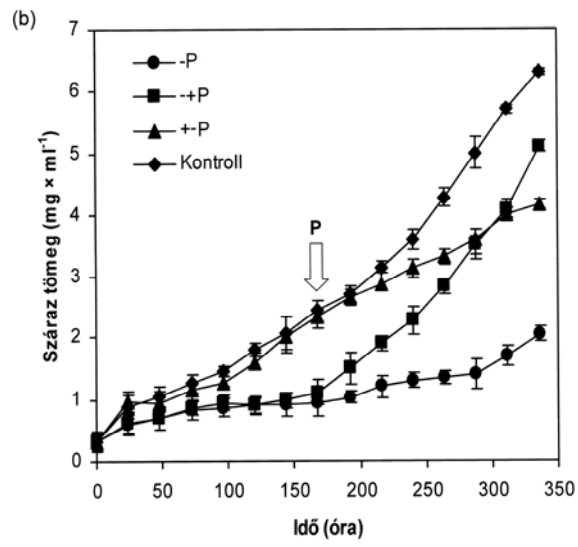 (b)
7
6
5
4
3
2
1
0
Száraz tömeg (mg × ml⁻¹)
-P
-+P
+-P
Kontroll
P
0 50 100 150 200 250 300 350
Idő (óra)